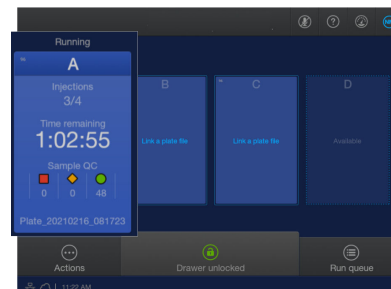 Running
A
B
C
D
Injections
3/4
Time remaining
1:02:55
Link a plate file
Link a plate file
Available
Sample QC
0 0 48
Plate_20210216_081723
Actions
Drawer unlocked
Run queue
11:22 AM